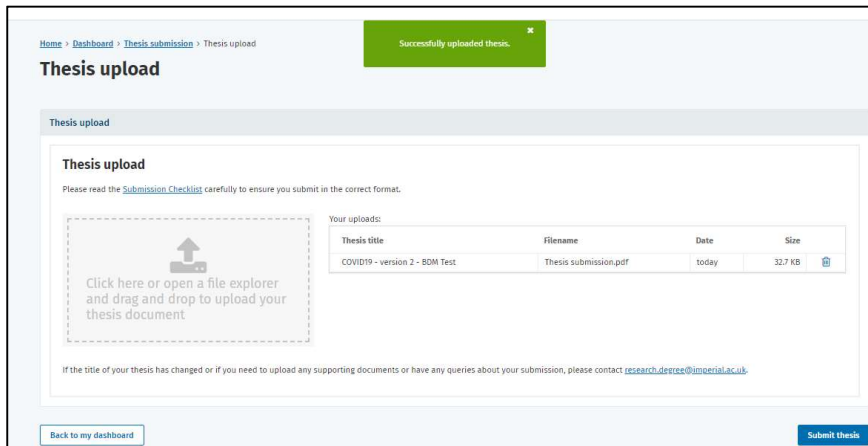 Home > Dashboard > Thesis submission > Thesis upload
Successfully uploaded thesis.
×
Thesis upload
Thesis upload
Thesis upload
Please read the Submission Checklist carefully to ensure you submit in the correct format.
Click here or open a file explorer
and drag and drop to upload your
thesis document
Your uploads:
Thesis title Filename Date Size
COVID19 - version 2 - BDM Test Thesis submission.pdf today 32.7 KB
If the title of your thesis has changed or if you need to upload any supporting documents or have any queries about your submission, please contact research.degree@imperial.ac.uk.
Back to my dashboard
Submit thesis